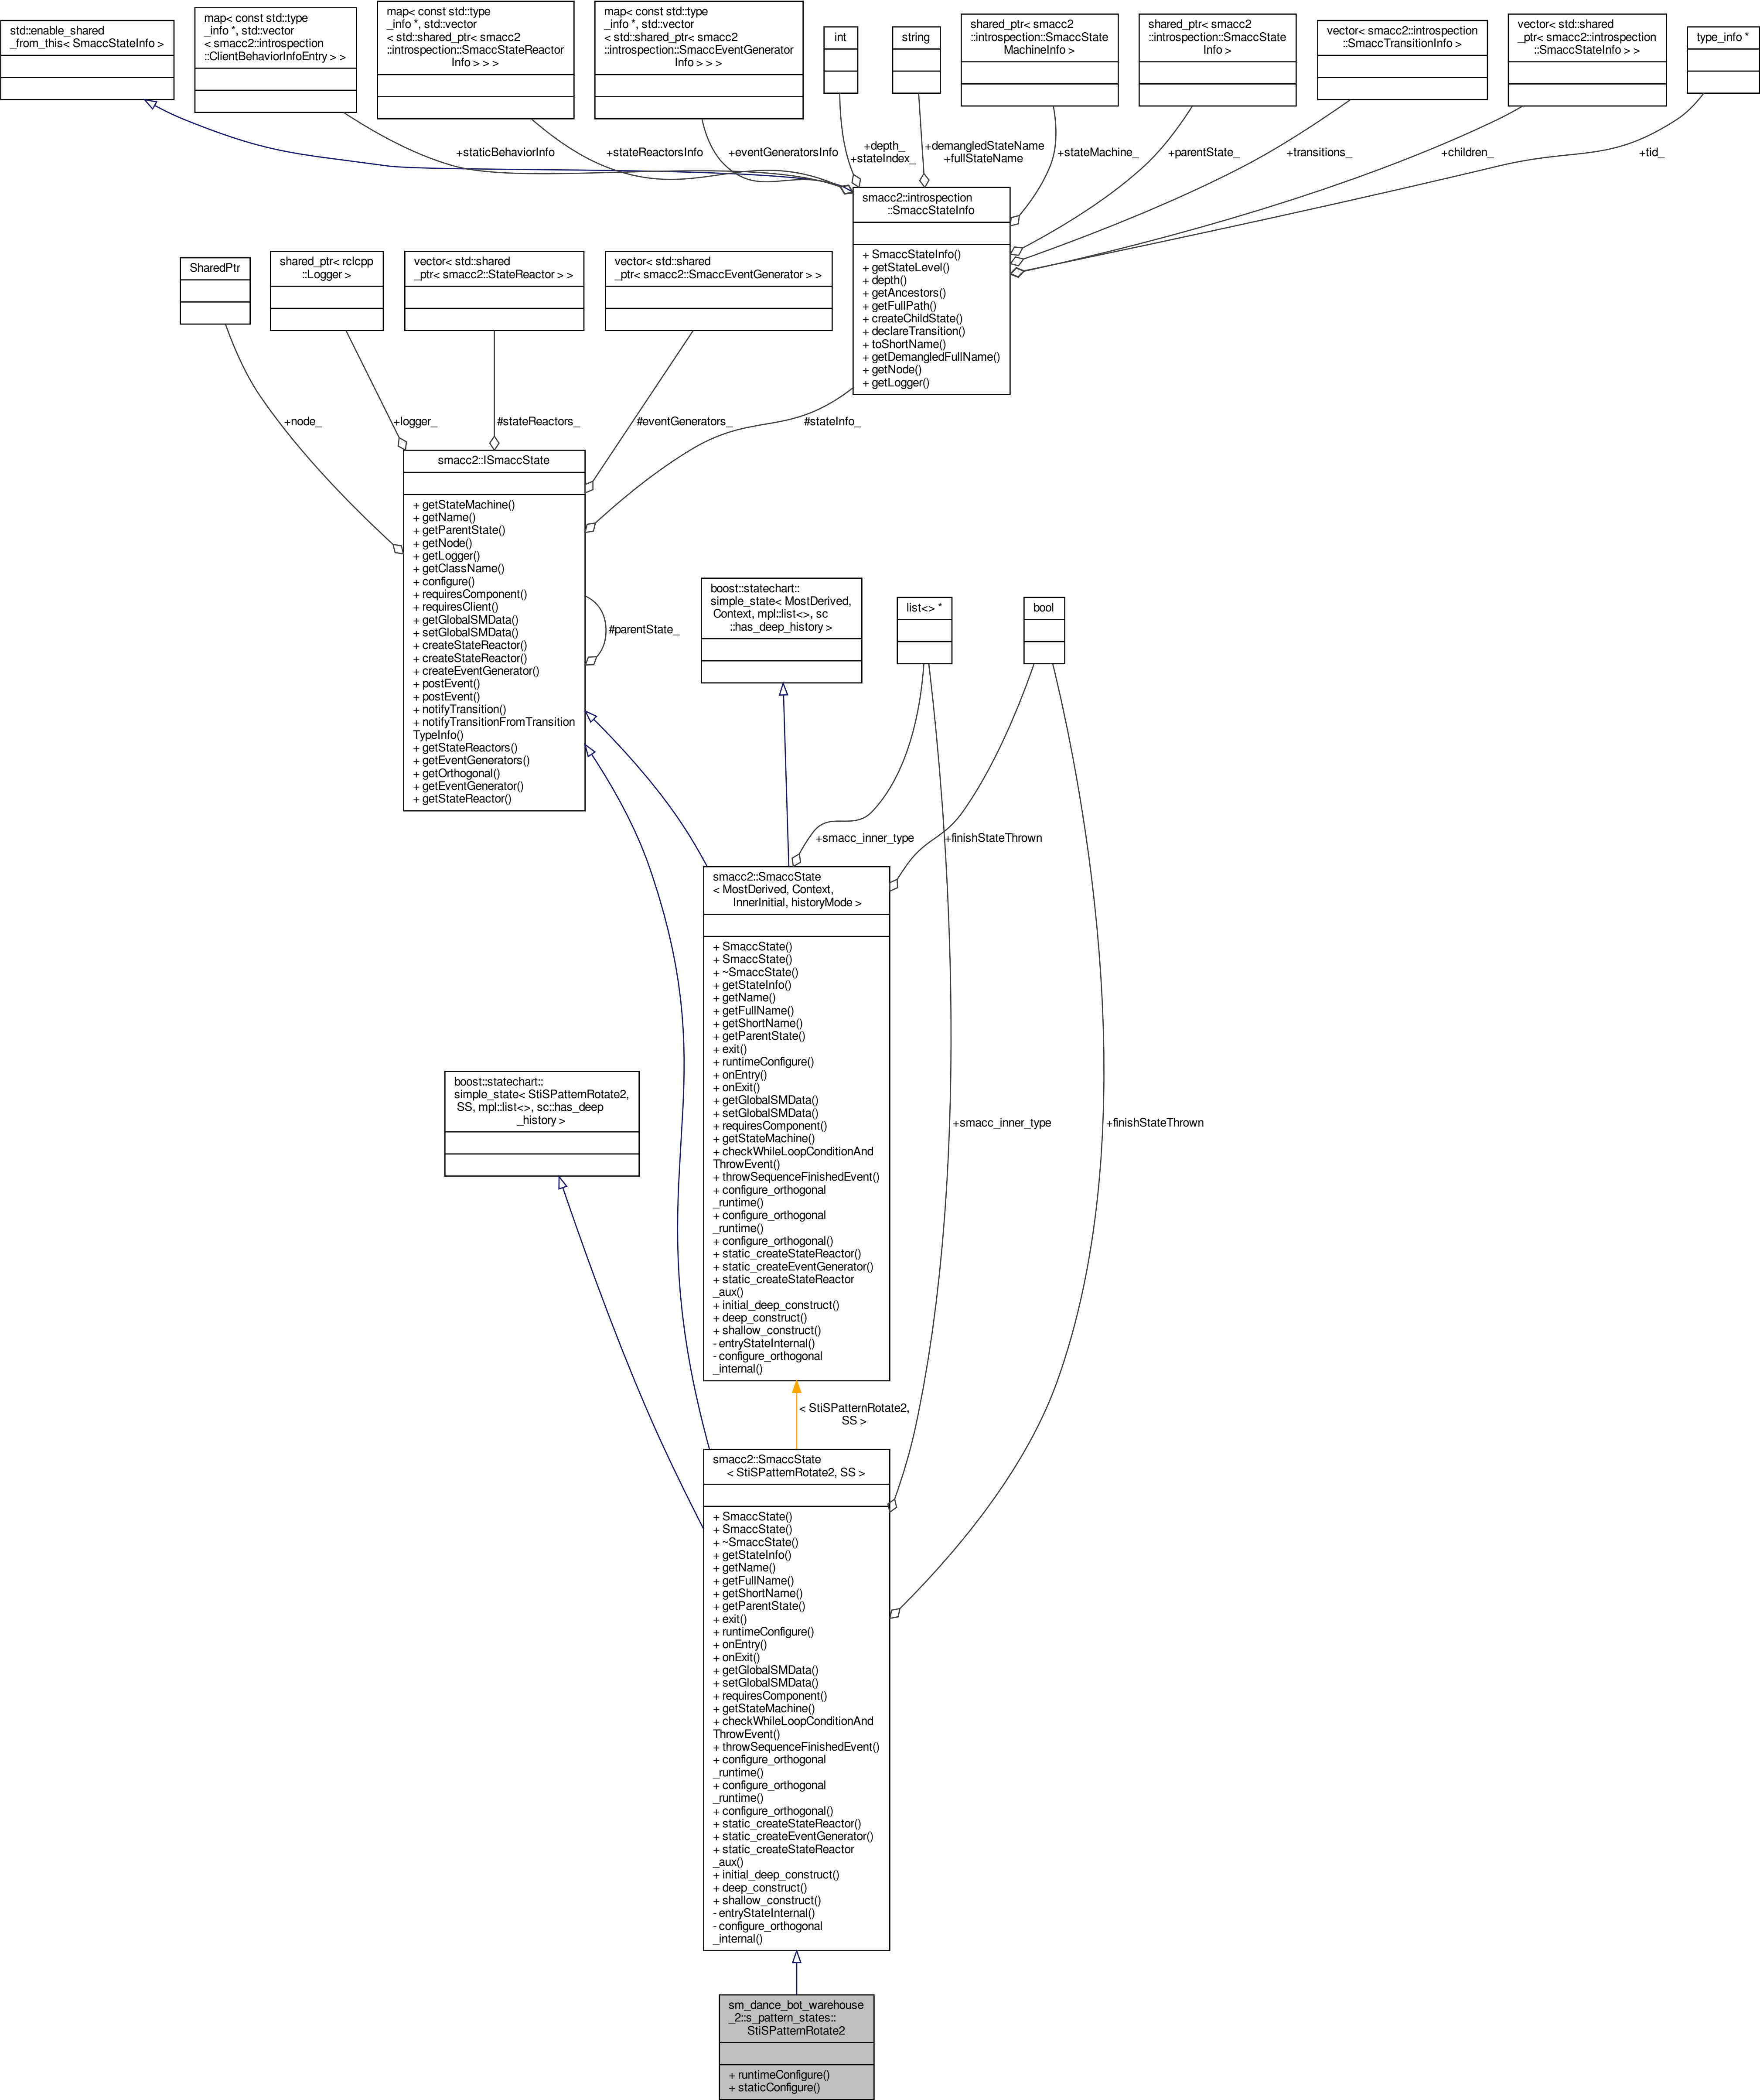 std::enable_shared
_from_this< SmaccStateInfo >
map< const std::type
_info *, std::vector
< smacc2::introspection
::ClientBehaviorInfoEntry > >
map< const std::type
_info *, std::vector
< std::shared_ptr< smacc2
::introspection::SmaccStateReactor
Info > > >
map< const std::type
_info *, std::vector
< std::shared_ptr< smacc2
::introspection::SmaccEventGenerator
Info > > >
int
string
shared_ptr< smacc2
::introspection::SmaccState
MachineInfo >
shared_ptr< smacc2
::introspection::SmaccState
Info >
vector< smacc2::introspection
::SmaccTransitionInfo >
vector< std::shared
_ptr< smacc2::introspection
::SmaccStateInfo > >
type_info *
+staticBehaviorInfo
+stateReactorsInfo
+eventGeneratorsInfo
+depth_
+stateIndex_
+demangledStateName
+fullStateName
+stateMachine_
+parentState_
+transitions_
+children_
+tid_
smacc2::introspection
::SmaccStateInfo
+ SmaccStateInfo()
+ getStateLevel()
+ depth()
+ getAncestors()
+ getFullPath()
+ createChildState()
+ declareTransition()
+ toShortName()
+ getDemangledFullName()
+ getNode()
+ getLogger()
SharedPtr
shared_ptr< rclcpp
::Logger >
vector< std::shared
_ptr< smacc2::StateReactor > >
vector< std::shared
_ptr< smacc2::SmaccEventGenerator > >
+node_
+logger_
#stateReactors_
#eventGenerators_
#stateInfo_
smacc2::ISmaccState
+ getStateMachine()
+ getName()
+ getParentState()
+ getNode()
+ getLogger()
+ getClassName()
+ configure()
+ requiresComponent()
+ requiresClient()
+ getGlobalSMData()
+ setGlobalSMData()
+ createStateReactor()
+ createStateReactor()
+ createEventGenerator()
+ postEvent()
+ postEvent()
+ notifyTransition()
+ notifyTransitionFromTransition
TypeInfo()
+ getStateReactors()
+ getEventGenerators()
+ getOrthogonal()
+ getEventGenerator()
+ getStateReactor()
#parentState_
boost::statechart::
simple_state< MostDerived,
Context, mpl::list<>, sc
::has_deep_history >
list<> *
bool
+smacc_inner_type
+finishStateThrown
smacc2::SmaccState
< MostDerived, Context,
InnerInitial, historyMode >
+ SmaccState()
+ SmaccState()
+ ~SmaccState()
+ getStateInfo()
+ getName()
+ getFullName()
+ getShortName()
+ getParentState()
+ exit()
+ runtimeConfigure()
+ onEntry()
+ onExit()
+ getGlobalSMData()
+ setGlobalSMData()
+ requiresComponent()
+ getStateMachine()
+ checkWhileLoopConditionAnd
ThrowEvent()
+ throwSequenceFinishedEvent()
+ configure_orthogonal
_runtime()
+ configure_orthogonal
_runtime()
+ configure_orthogonal()
+ static_createStateReactor()
+ static_createEventGenerator()
+ static_createStateReactor
_aux()
+ initial_deep_construct()
+ deep_construct()
+ shallow_construct()
- entryStateInternal()
- configure_orthogonal
_internal()
boost::statechart::
simple_state< StiSPatternRotate2,
SS, mpl::list<>, sc::has_deep
_history >
+smacc_inner_type
+finishStateThrown
< StiSPatternRotate2,
SS >
smacc2::SmaccState
< StiSPatternRotate2, SS >
+ SmaccState()
+ SmaccState()
+ ~SmaccState()
+ getStateInfo()
+ getName()
+ getFullName()
+ getShortName()
+ getParentState()
+ exit()
+ runtimeConfigure()
+ onEntry()
+ onExit()
+ getGlobalSMData()
+ setGlobalSMData()
+ requiresComponent()
+ getStateMachine()
+ checkWhileLoopConditionAnd
ThrowEvent()
+ throwSequenceFinishedEvent()
+ configure_orthogonal
_runtime()
+ configure_orthogonal
_runtime()
+ configure_orthogonal()
+ static_createStateReactor()
+ static_createEventGenerator()
+ static_createStateReactor
_aux()
+ initial_deep_construct()
+ deep_construct()
+ shallow_construct()
- entryStateInternal()
- configure_orthogonal
_internal()
sm_dance_bot_warehouse
_2::s_pattern_states::
StiSPatternRotate2
+ runtimeConfigure()
+ staticConfigure()